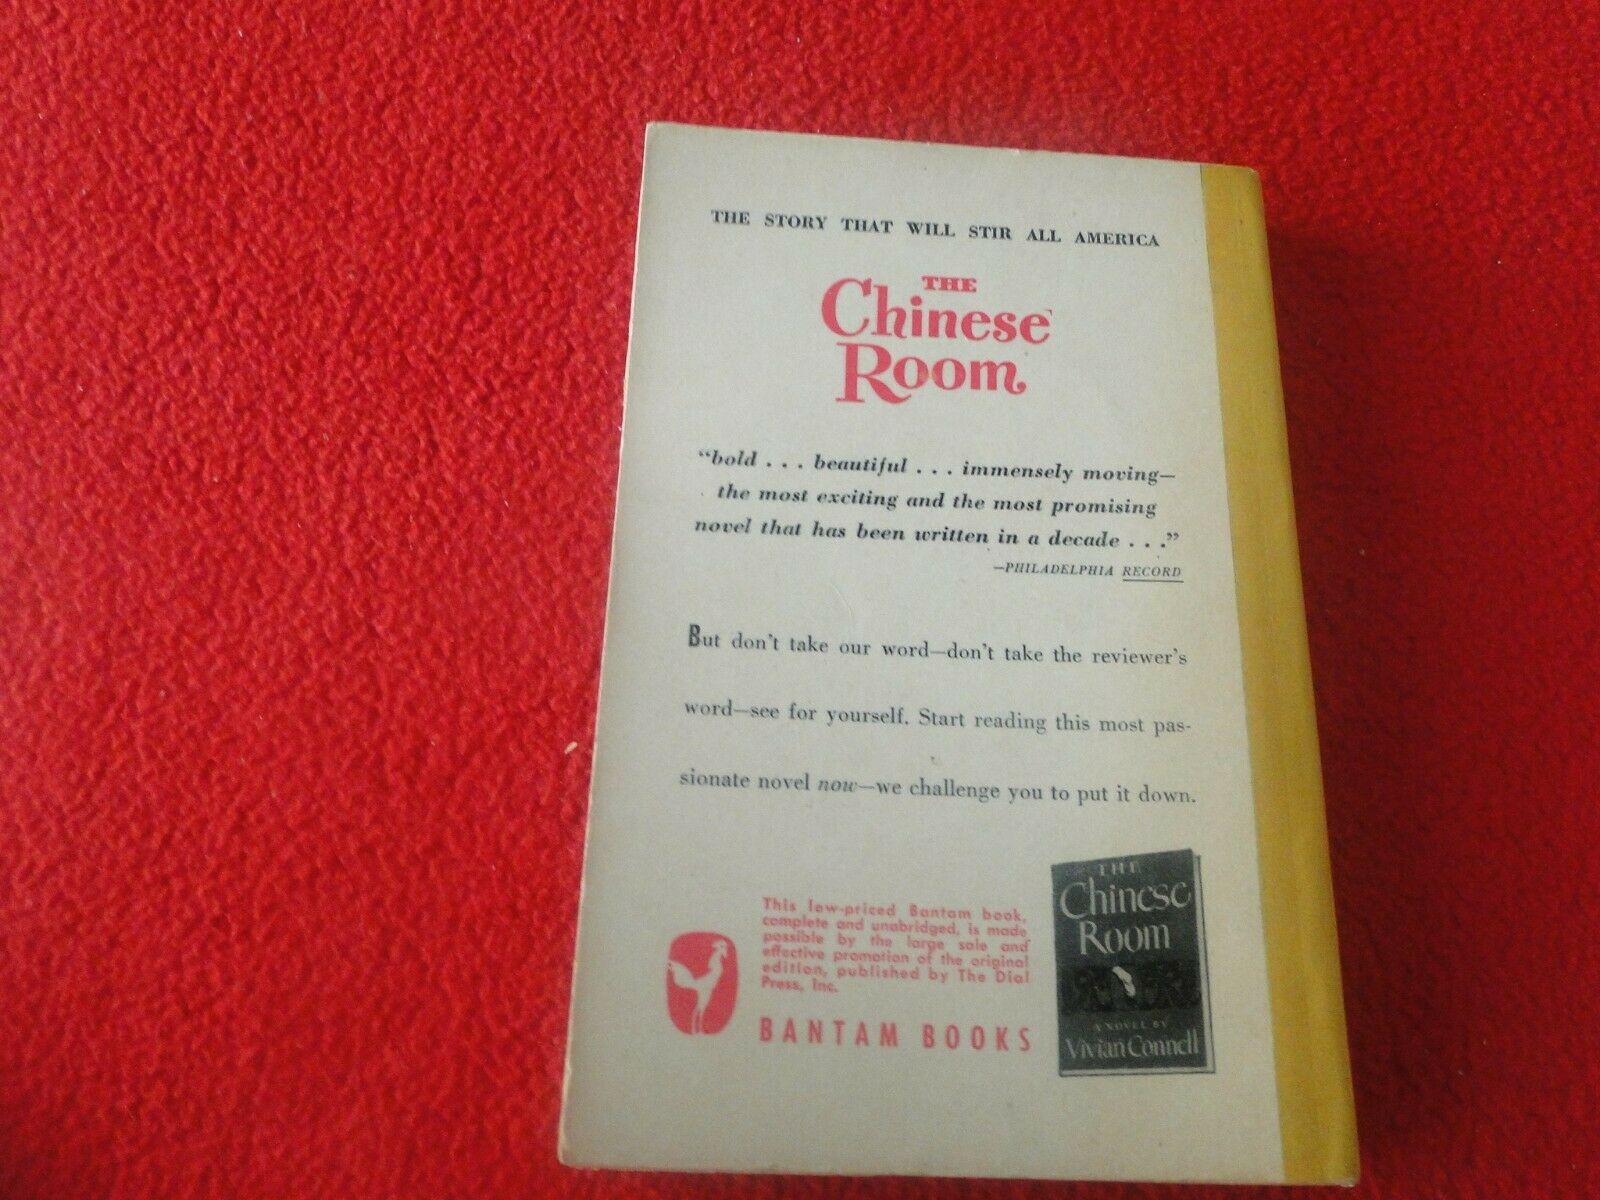 THE STORY THAT WILL STIR ALL AMERICA
THE
Chinese
Room
“bold . . . beautiful . . . immensely moving—
the most exciting and the most promising
novel that has been written in a decade . . .”
—PHILADELPHIA RECORD
But don't take our word—don't take the reviewer's
word—see for yourself. Start reading this most pas-
sionate novel now—we challenge you to put it down.
This low-priced Bantam book,
complete and unabridged, is made
possible by the large sale and
effective promotion of the original
edition, published by The Dial
Press, Inc.
BANTAM BOOKS
THE
Chinese
Room
A NOVEL BY
Vivian Connell